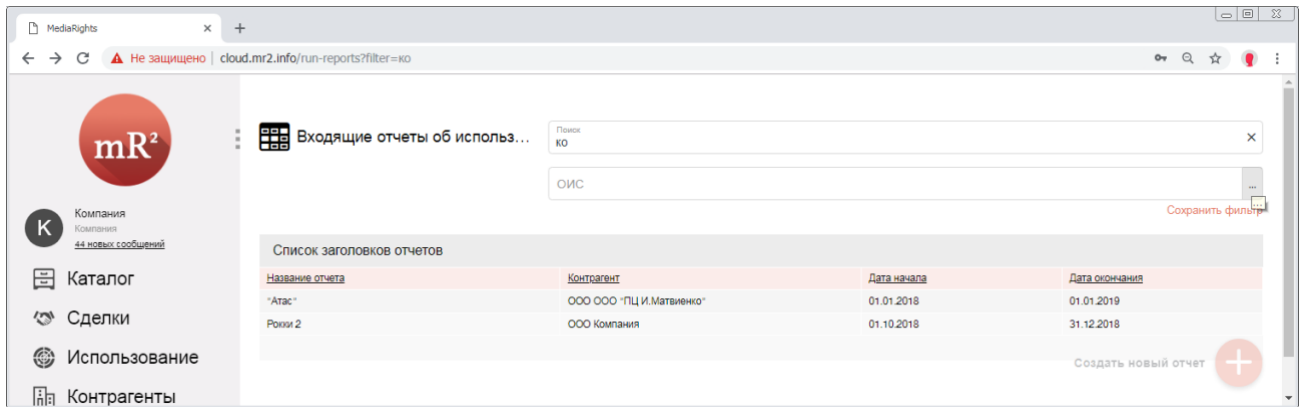 MediaRights
Не защищено | cloud.mr2.info/run-reports?filter=ко
mR²
Входящие отчеты об использ...
Поиск
ко
ОИС
...
...
Сохранить фильтр
К
Компания
Компания
44 новых сообщений
Каталог
Сделки
Использование
Контрагенты
Список заголовков отчетов
Название отчета Контрагент Дата начала Дата окончания
"Атас" ООО ООО "ПЦ И.Матвиенко" 01.01.2018 01.01.2019
Рокки 2 ООО Компания 01.10.2018 31.12.2018
Создать новый отчет